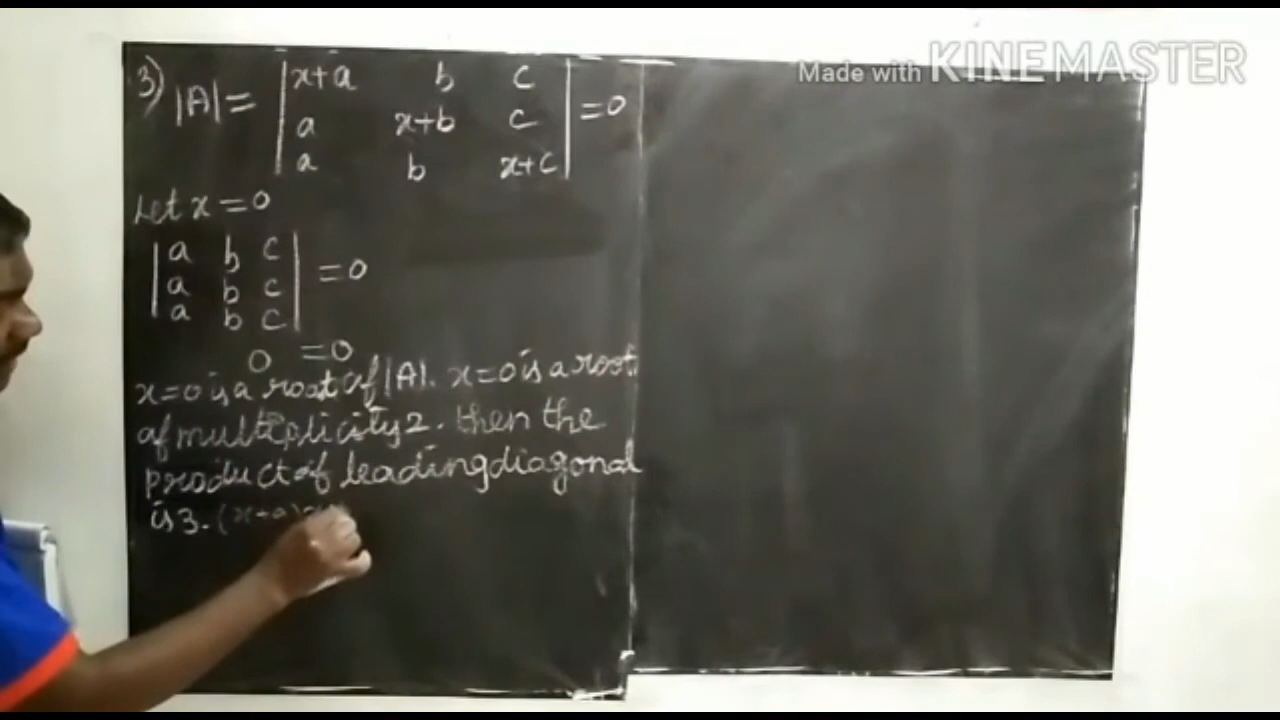 Made with KINEMASTER
3) |A| = | x+a b c |
| a x+b c | = 0
| a b x+c |
Let x = 0
| a b c |
| a b c | = 0
| a b c |
0 = 0
x=0 is a root of |A|. x=0 is a root
of multiplicity 2. then the
product of leading diagonal
is 3. (x+a)